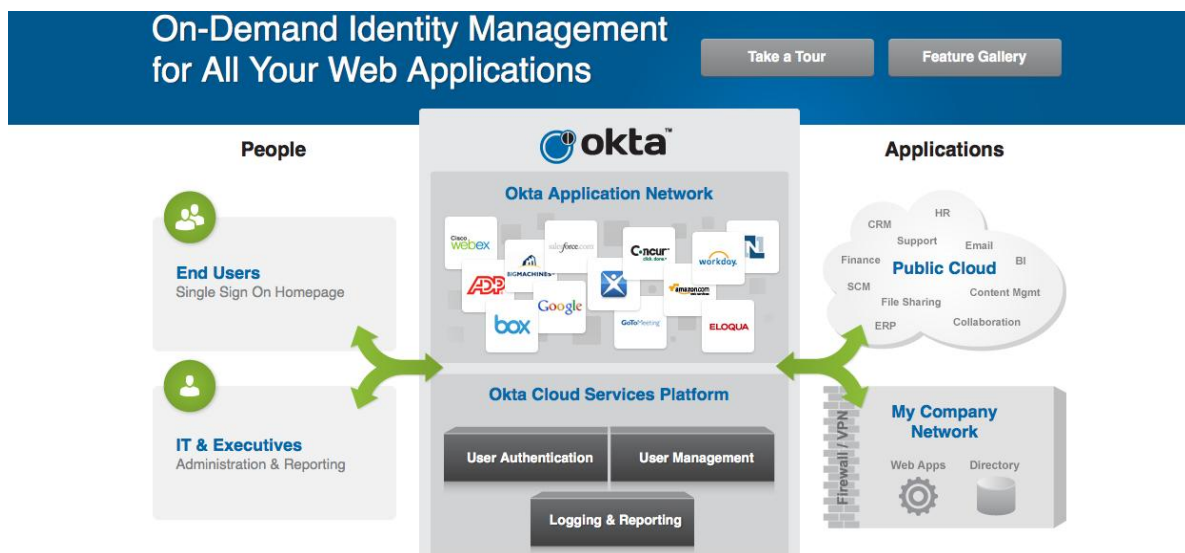 On-Demand Identity Management
for All Your Web Applications
Take a Tour
Feature Gallery
People
End Users
Single Sign On Homepage
IT & Executives
Administration & Reporting
okta™
Okta Application Network
Cisco
webex
salesforce.com
Concur
workday.
N
ADP
BIGMACHINES
Google
X
amazon.com
box
GoToMeeting
ELOQUA
Okta Cloud Services Platform
User Authentication
User Management
Logging & Reporting
Applications
HR
CRM
Support
Email
Finance
Public Cloud
BI
SCM
File Sharing
Content Mgmt
ERP
Collaboration
Firewall / VPN
My Company
Network
Web Apps
Directory